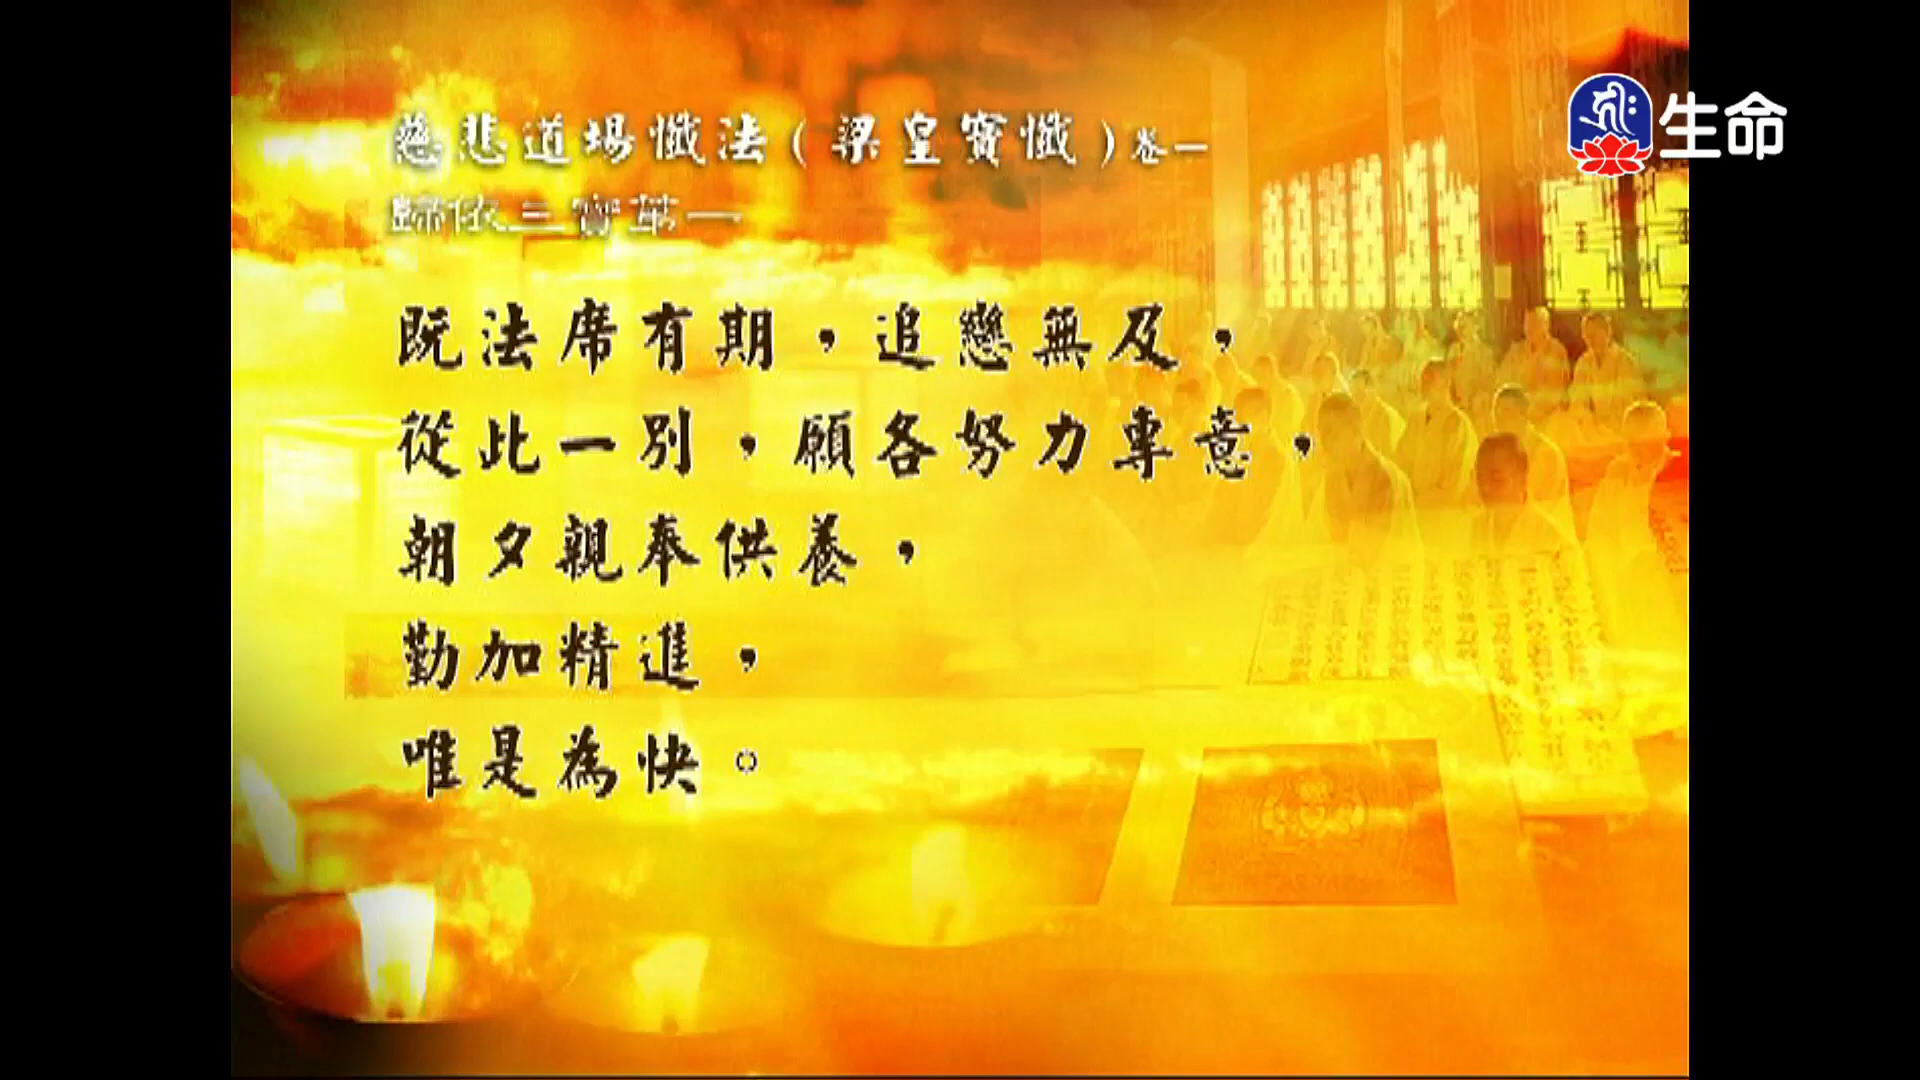 生命
慈悲道場懺法(梁皇寶懺)卷一
歸依三寶第一
既法席有期,追戀無及,
從此一別,願各努力專意,
朝夕親奉供養,
勤加精進,
唯是為快。